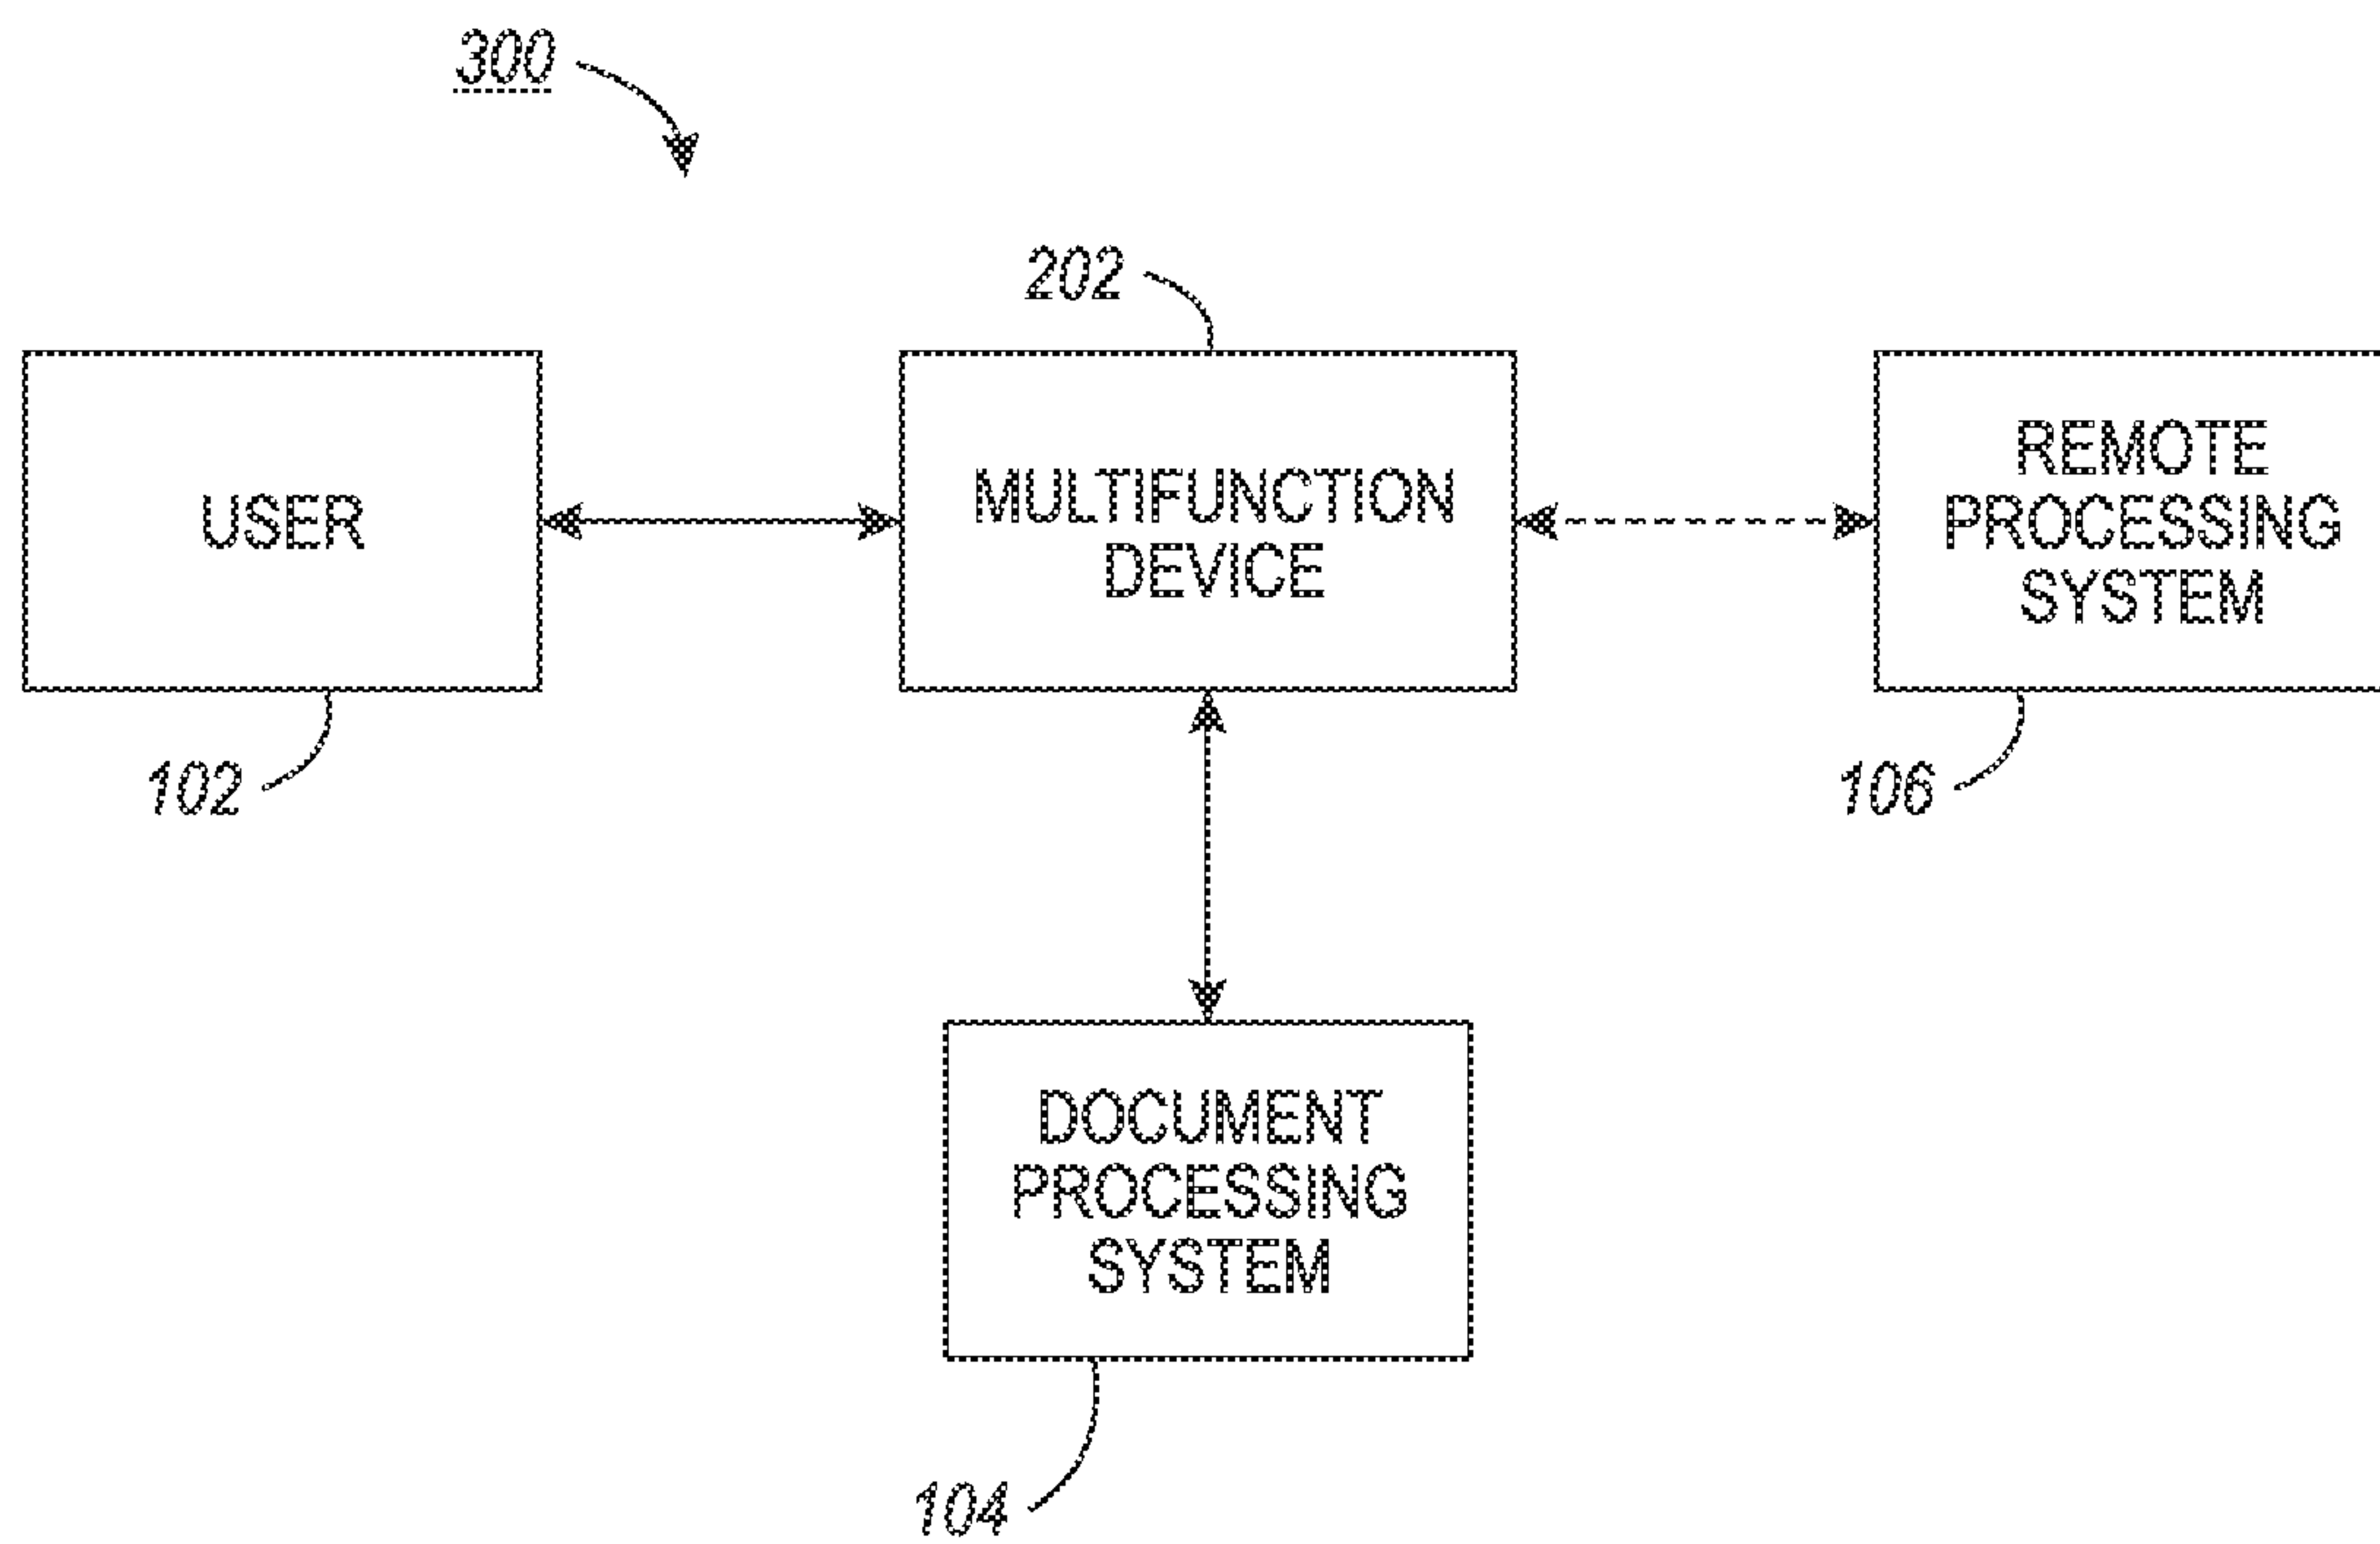 300
202
USER
MULTIFUNCTION
DEVICE
REMOTE
PROCESSING
SYSTEM
102
106
DOCUMENT
PROCESSING
SYSTEM
104